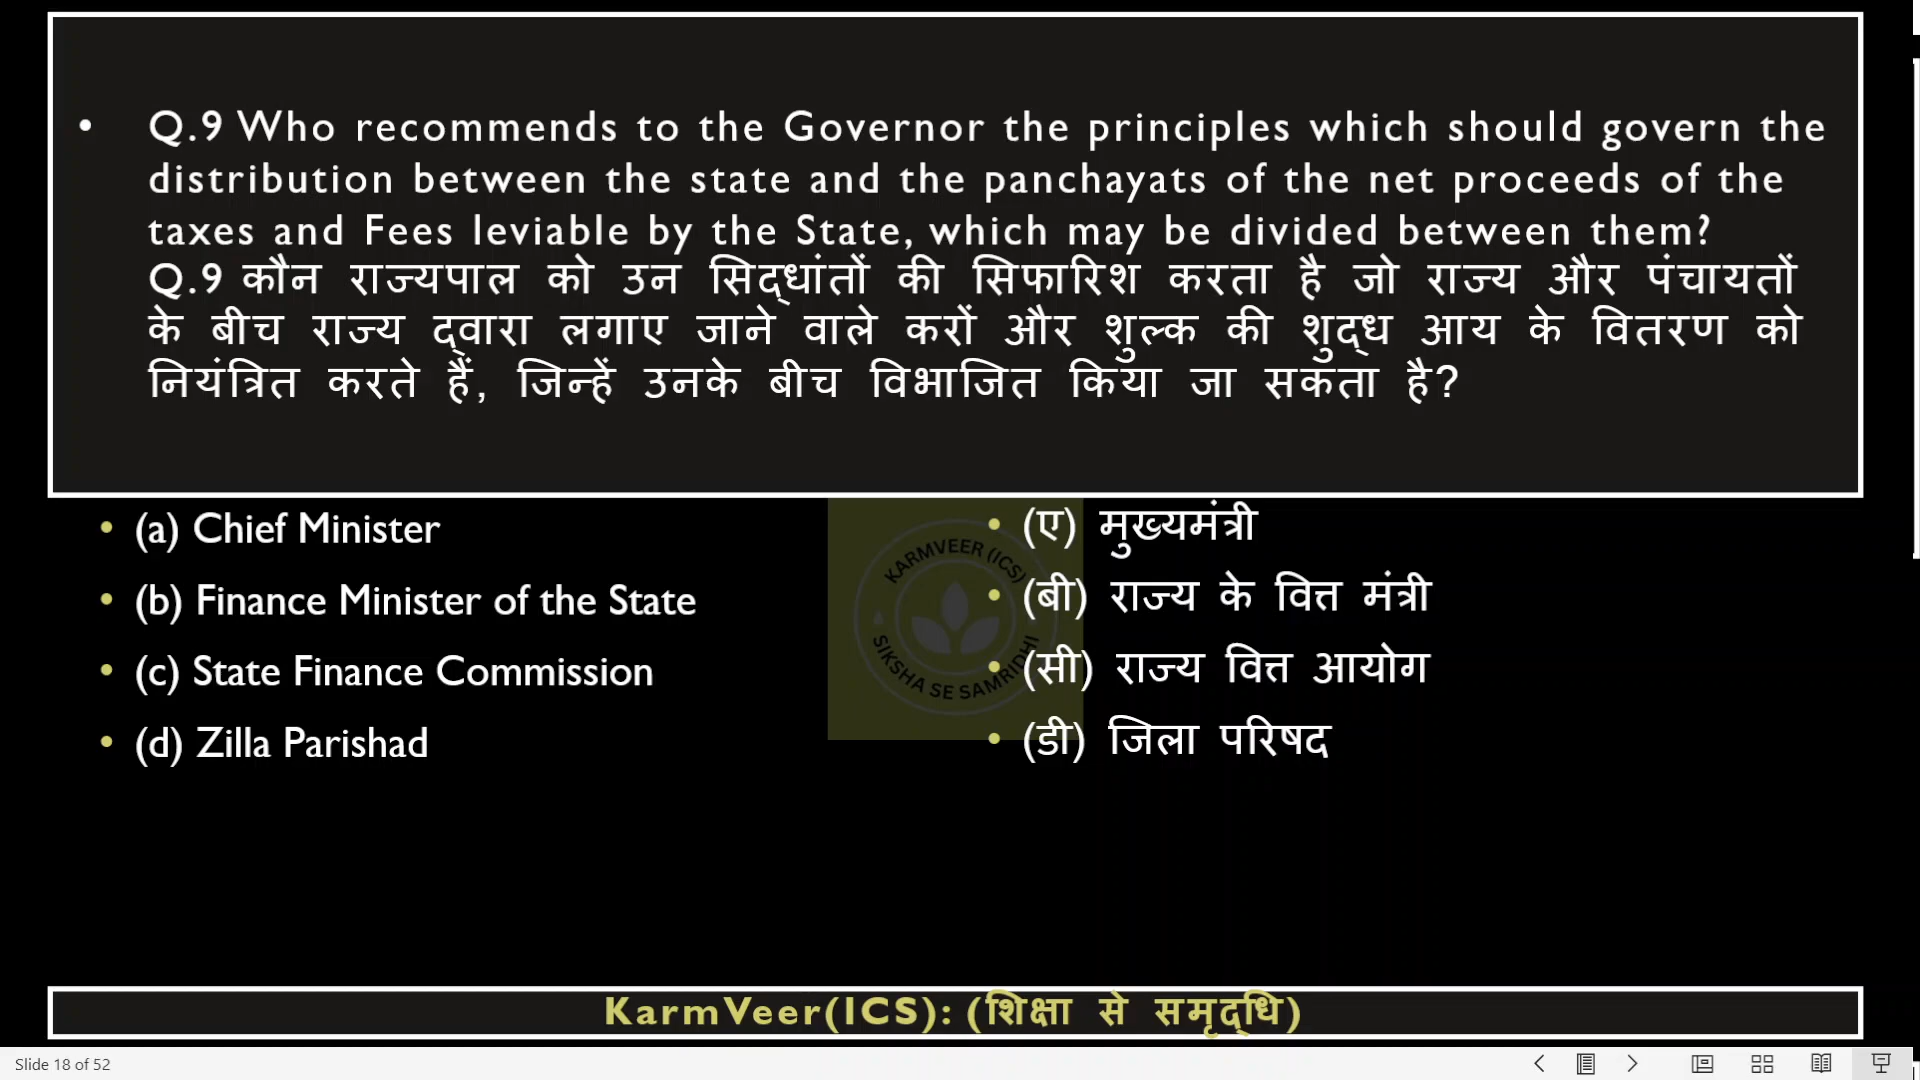 • Q.9 Who recommends to the Governor the principles which should govern the
distribution between the state and the panchayats of the net proceeds of the
taxes and Fees leviable by the State, which may be divided between them?
Q.9 कौन राज्यपाल को उन सिद्धांतों की सिफारिश करता है जो राज्य और पंचायतों
के बीच राज्य द्वारा लगाए जाने वाले करों और शुल्क की शुद्ध आय के वितरण को
नियंत्रित करते हैं, जिन्हें उनके बीच विभाजित किया जा सकता है?
• (a) Chief Minister
• (b) Finance Minister of the State
• (c) State Finance Commission
• (d) Zilla Parishad
• (ए) मुख्यमंत्री
• (बी) राज्य के वित्त मंत्री
• (सी) राज्य वित्त आयोग
• (डी) जिला परिषद
KARMVEER (ICS)
SIKSHA SE SAMRIDHI
KarmVeer(ICS): (शिक्षा से समृद्धि)
Slide 18 of 52